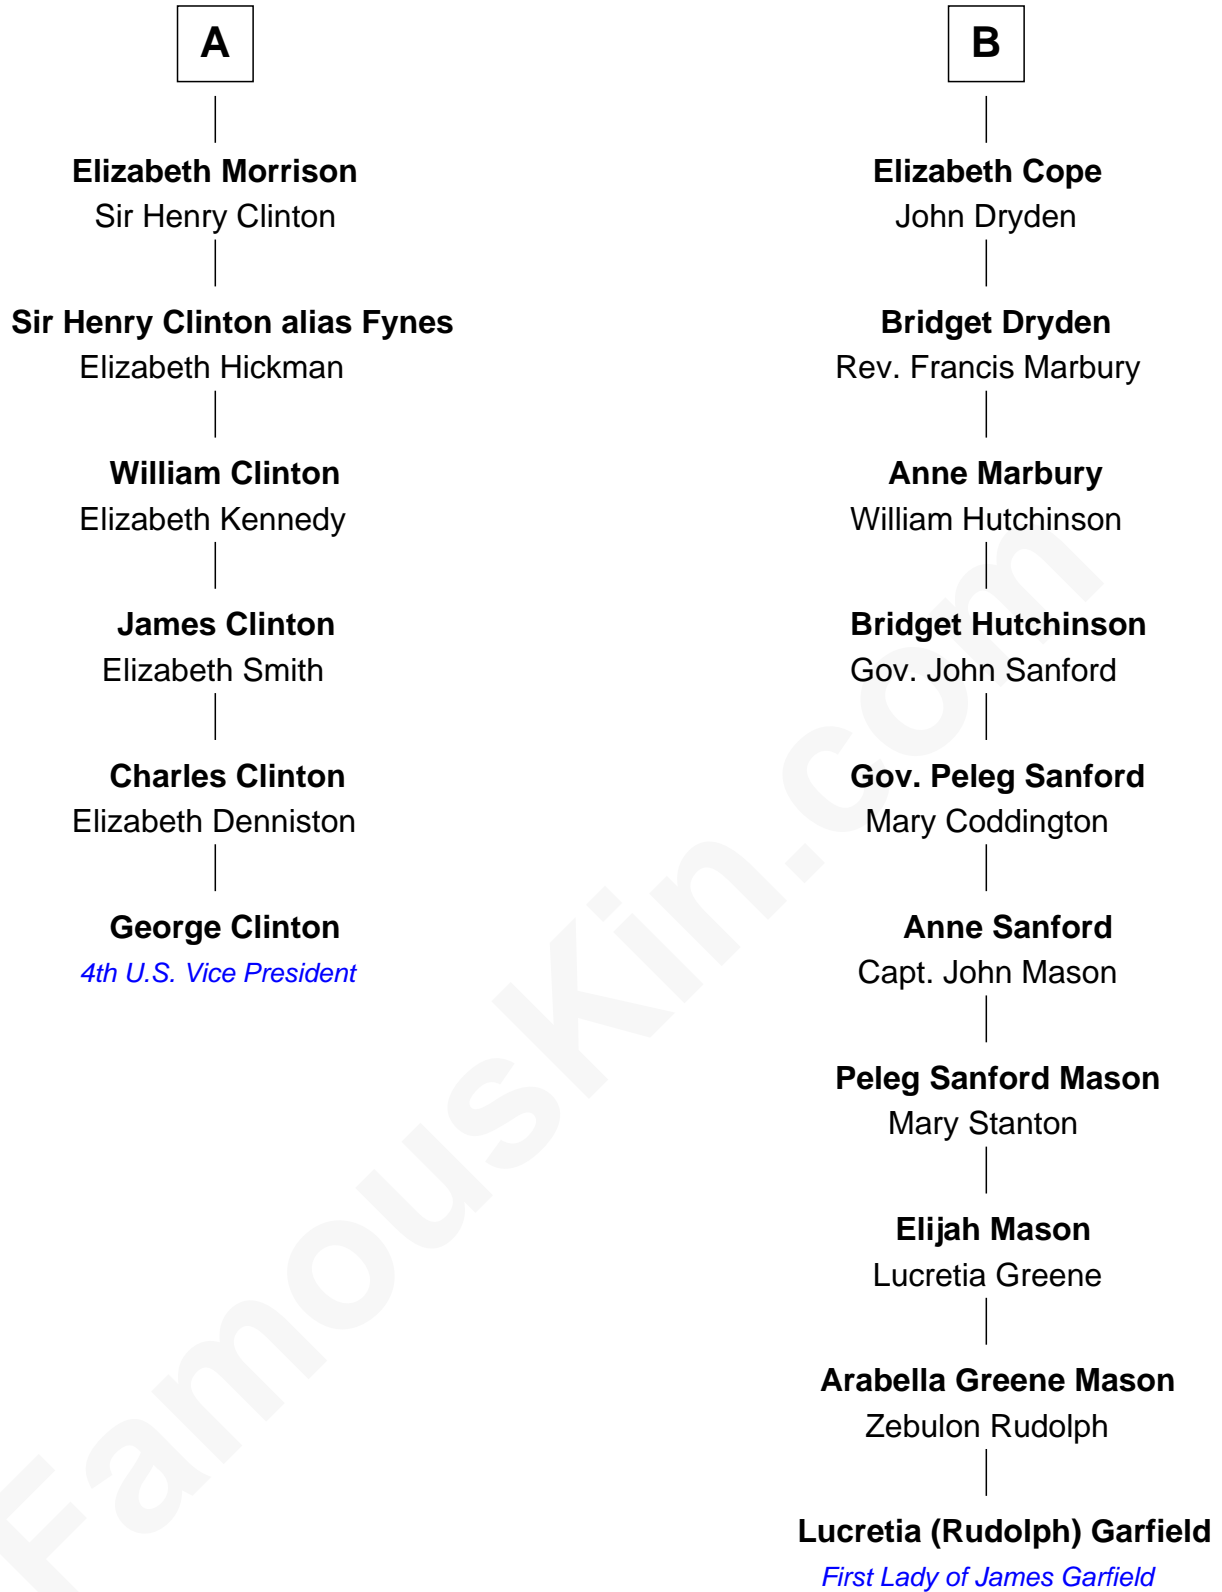 A
Elizabeth Morrison
Sir Henry Clinton
Sir Henry Clinton alias Fynes
Elizabeth Hickman
William Clinton
Elizabeth Kennedy
James Clinton
Elizabeth Smith
Charles Clinton
Elizabeth Denniston
George Clinton
4th U.S. Vice President
B
Elizabeth Cope
John Dryden
Bridget Dryden
Rev. Francis Marbury
Anne Marbury
William Hutchinson
Bridget Hutchinson
Gov. John Sanford
Gov. Peleg Sanford
Mary Coddington
Anne Sanford
Capt. John Mason
Peleg Sanford Mason
Mary Stanton
Elijah Mason
Lucretia Greene
Arabella Greene Mason
Zebulon Rudolph
Lucretia (Rudolph) Garfield
First Lady of James Garfield
FamousKin.com